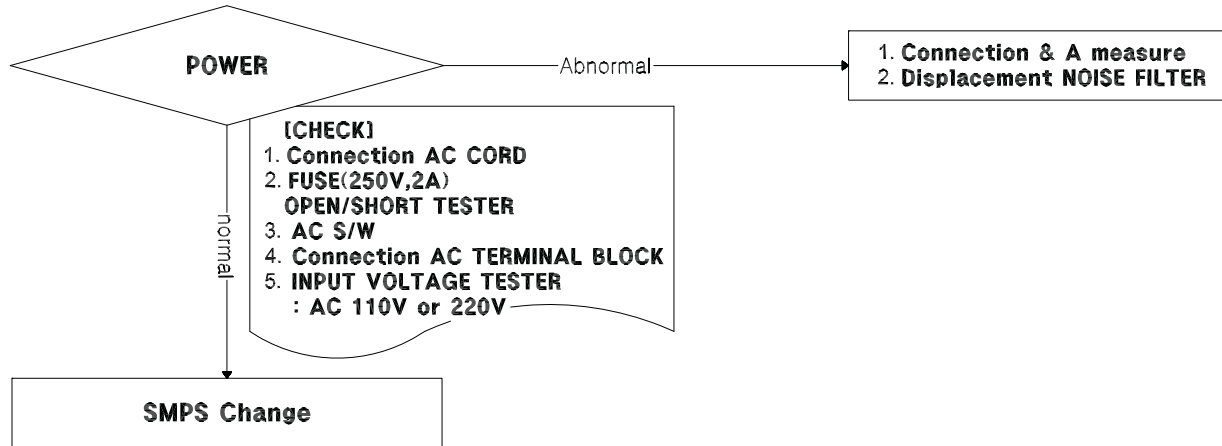 POWER
Abnormal
1. Connection & A measure
2. Displacement NOISE FILTER
[CHECK]
1. Connection AC CORD
2. FUSE(250V,2A)
OPEN/SHORT TESTER
3. AC S/W
4. Connection AC TERMINAL BLOCK
5. INPUT VOLTAGE TESTER
: AC 110V or 220V
normal
SMPS Change